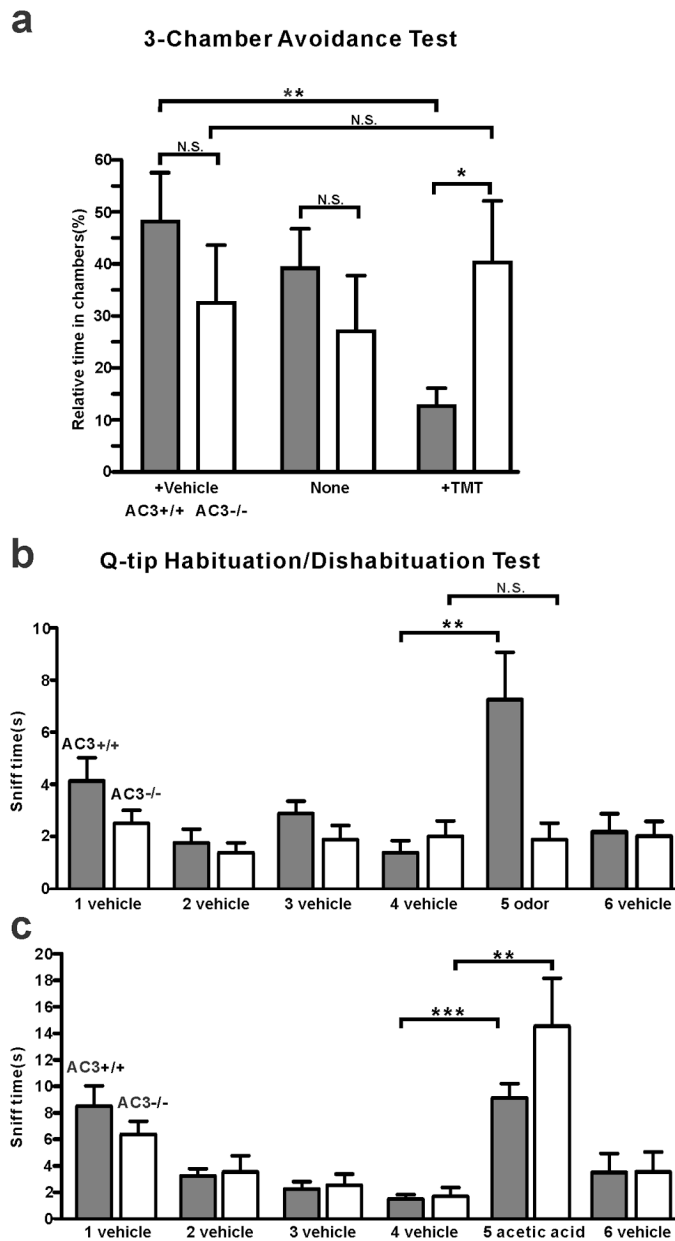 a
3-Chamber Avoidance Test
**
N.S.
N.S.
N.S.
*
Relative time in chambers(%)
60
50
40
30
20
10
0
+Vehicle None +TMT
AC3+/+ AC3-/-
b
Q-tip Habituation/Dishabituation Test
N.S.
**
Sniff time(s)
10
8
6
4
2
0
AC3+/+
AC3-/-
1 vehicle 2 vehicle 3 vehicle 4 vehicle 5 odor 6 vehicle
c
**
***
Sniff time(s)
20
18
16
14
12
10
8
6
4
2
0
AC3+/+
AC3-/-
1 vehicle 2 vehicle 3 vehicle 4 vehicle 5 acetic acid 6 vehicle